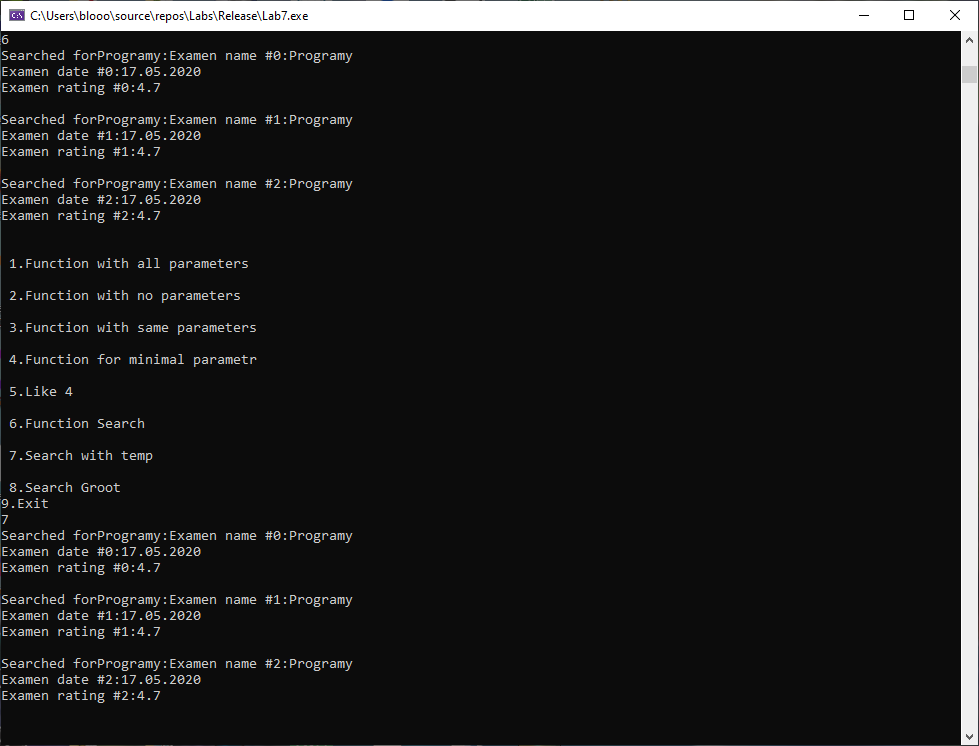 C:\Users\blooo\source\repos\Labs\Release\Lab7.exe
6
Searched forProgramy:Examen name #0:Programy
Examen date #0:17.05.2020
Examen rating #0:4.7
Searched forProgramy:Examen name #1:Programy
Examen date #1:17.05.2020
Examen rating #1:4.7
Searched forProgramy:Examen name #2:Programy
Examen date #2:17.05.2020
Examen rating #2:4.7
1.Function with all parameters
2.Function with no parameters
3.Function with same parameters
4.Function for minimal parametr
5.Like 4
6.Function Search
7.Search with temp
8.Search Groot
9.Exit
7
Searched forProgramy:Examen name #0:Programy
Examen date #0:17.05.2020
Examen rating #0:4.7
Searched forProgramy:Examen name #1:Programy
Examen date #1:17.05.2020
Examen rating #1:4.7
Searched forProgramy:Examen name #2:Programy
Examen date #2:17.05.2020
Examen rating #2:4.7